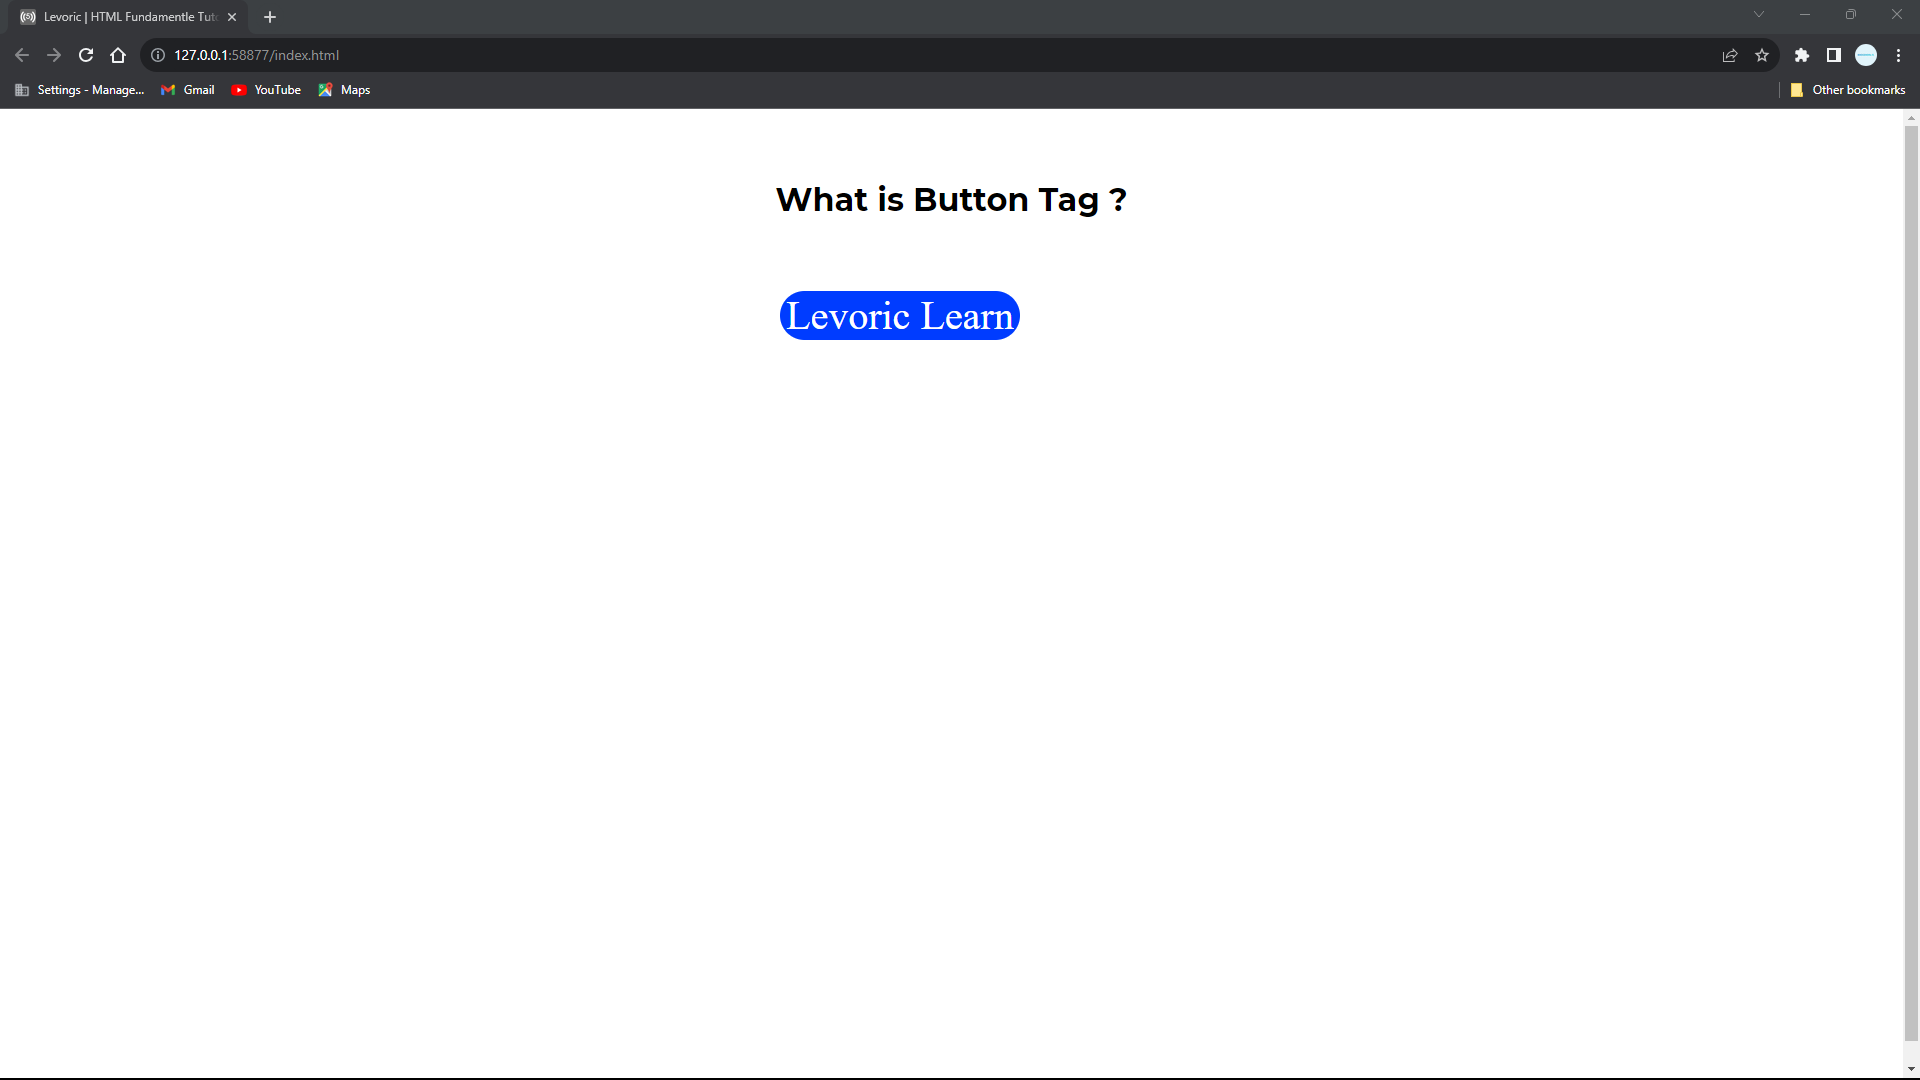 Levoric | HTML Fundamentle Tuto
127.0.0.1:58877/index.html
Settings - Manage... Gmail YouTube Maps Other bookmarks
What is Button Tag ?
Levoric Learn